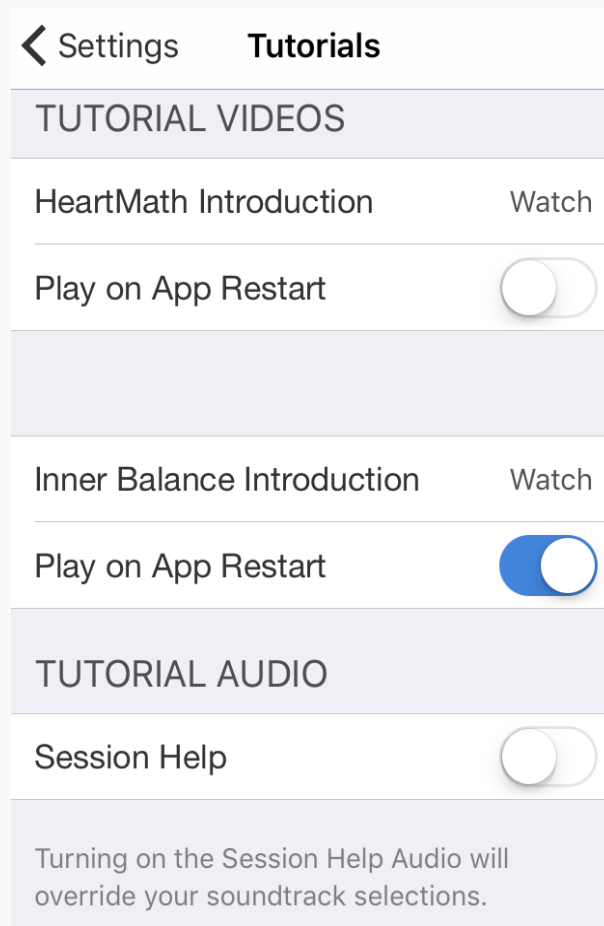 Settings Tutorials
TUTORIAL VIDEOS
HeartMath Introduction Watch
Play on App Restart
Inner Balance Introduction Watch
Play on App Restart
TUTORIAL AUDIO
Session Help
Turning on the Session Help Audio will
override your soundtrack selections.